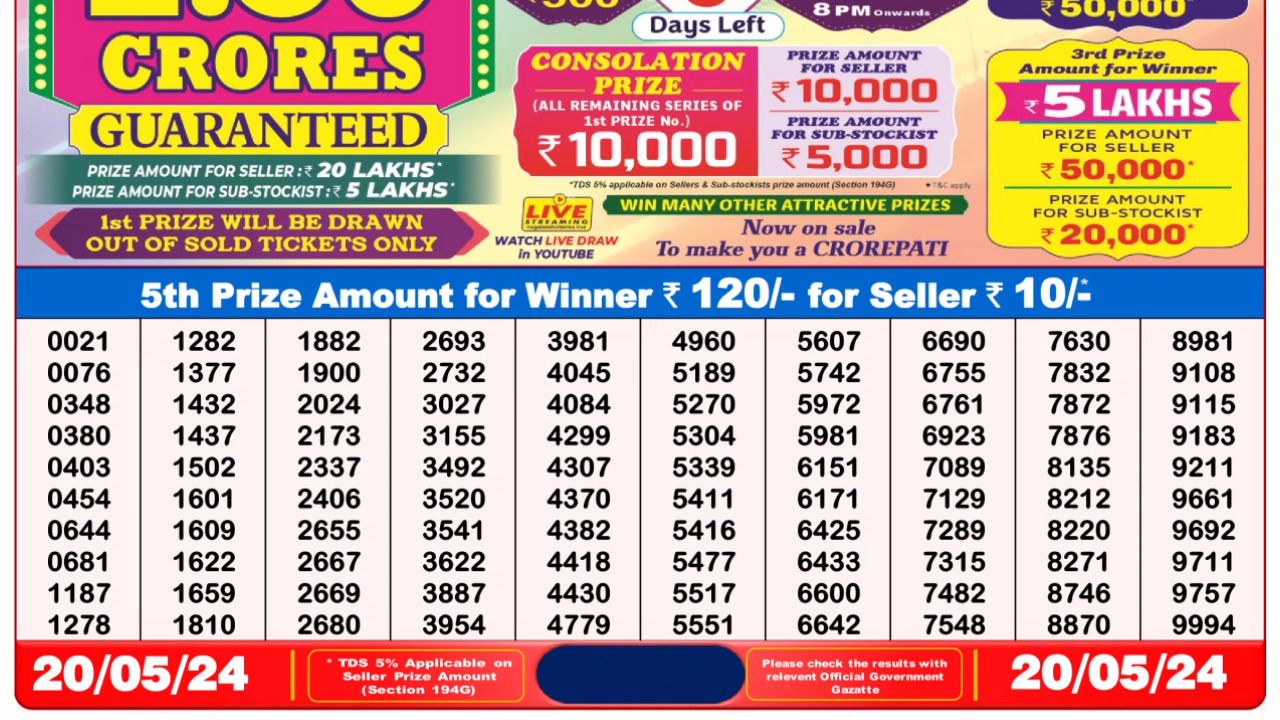 CRORES
GUARANTEED
PRIZE AMOUNT FOR SELLER :₹ 20 LAKHS*
PRIZE AMOUNT FOR SUB-STOCKIST :₹ 5 LAKHS*
1st PRIZE WILL BE DRAWN
OUT OF SOLD TICKETS ONLY
Days Left
8 PM Onwards
₹ 50,000*
CONSOLATION
PRIZE
(ALL REMAINING SERIES OF
1st PRIZE No.)
₹ 10,000
PRIZE AMOUNT
FOR SELLER
₹ 10,000
PRIZE AMOUNT
FOR SUB-STOCKIST
₹ 5,000
3rd Prize
Amount for Winner
₹ 5 LAKHS
PRIZE AMOUNT
FOR SELLER
₹ 50,000*
PRIZE AMOUNT
FOR SUB-STOCKIST
₹ 20,000*
*TDS 5% applicable on Sellers & Sub-stockists prize amount (Section 194G)
★T&C apply
LIVE
STREAMING
WATCH LIVE DRAW
in YOUTUBE
WIN MANY OTHER ATTRACTIVE PRIZES
Now on sale
To make you a CROREPATI
5th Prize Amount for Winner ₹ 120/- for Seller ₹ 10/-*
0021 1282 1882 2693 3981 4960 5607 6690 7630 8981
0076 1377 1900 2732 4045 5189 5742 6755 7832 9108
0348 1432 2024 3027 4084 5270 5972 6761 7872 9115
0380 1437 2173 3155 4299 5304 5981 6923 7876 9183
0403 1502 2337 3492 4307 5339 6151 7089 8135 9211
0454 1601 2406 3520 4370 5411 6171 7129 8212 9661
0644 1609 2655 3541 4382 5416 6425 7289 8220 9692
0681 1622 2667 3622 4418 5477 6433 7315 8271 9711
1187 1659 2669 3887 4430 5517 6600 7482 8746 9757
1278 1810 2680 3954 4779 5551 6642 7548 8870 9994
20/05/24
* TDS 5% Applicable on
Seller Prize Amount
(Section 194G)
Please check the results with
relevent Official Government
Gazatte
20/05/24